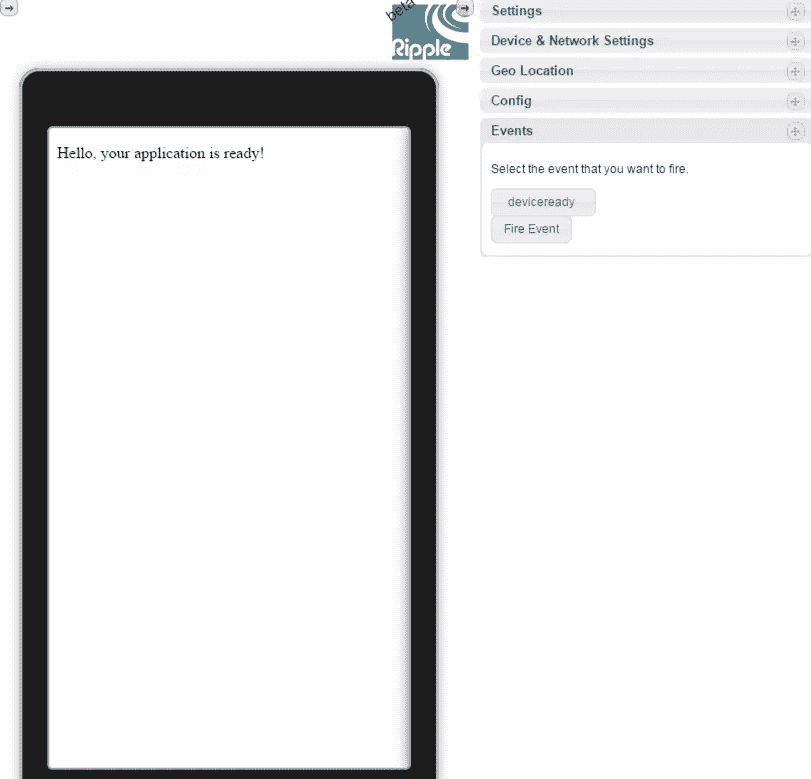 beta
Ripple
Settings
Device & Network Settings
Geo Location
Config
Events
Select the event that you want to fire.
deviceready
Fire Event
Hello, your application is ready!